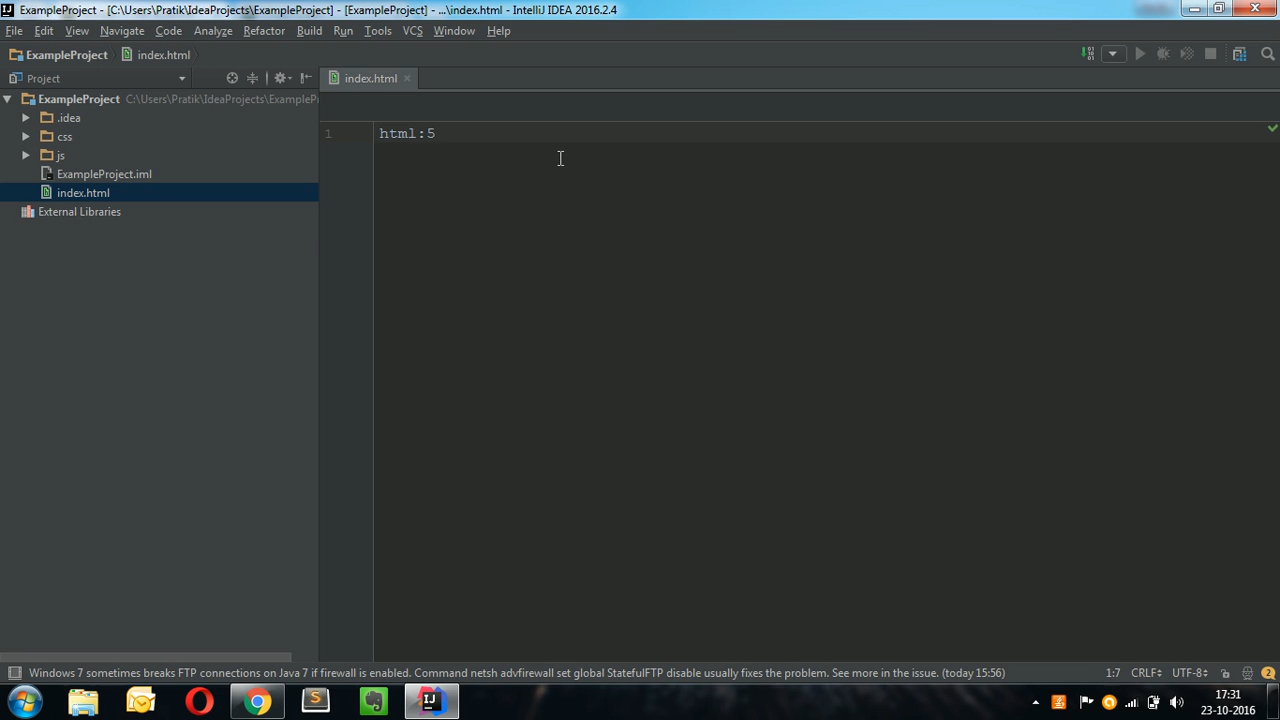 ExampleProject - [C:\Users\Pratik\IdeaProjects\ExampleProject] - [ExampleProject] - ...\index.html - IntelliJ IDEA 2016.2.4
File Edit View Navigate Code Analyze Refactor Build Run Tools VCS Window Help
ExampleProject index.html
Project
index.html
ExampleProject C:\Users\Pratik\IdeaProjects\ExampleP
1 html:5
.idea
css
js
ExampleProject.iml
index.html
External Libraries
Windows 7 sometimes breaks FTP connections on Java 7 if firewall is enabled. Command netsh advfirewall set global StatefulFTP disable usually fixes the problem. See more in the issue. (today 15:56) 1:7 CRLF UTF-8 2
17:31
23-10-2016